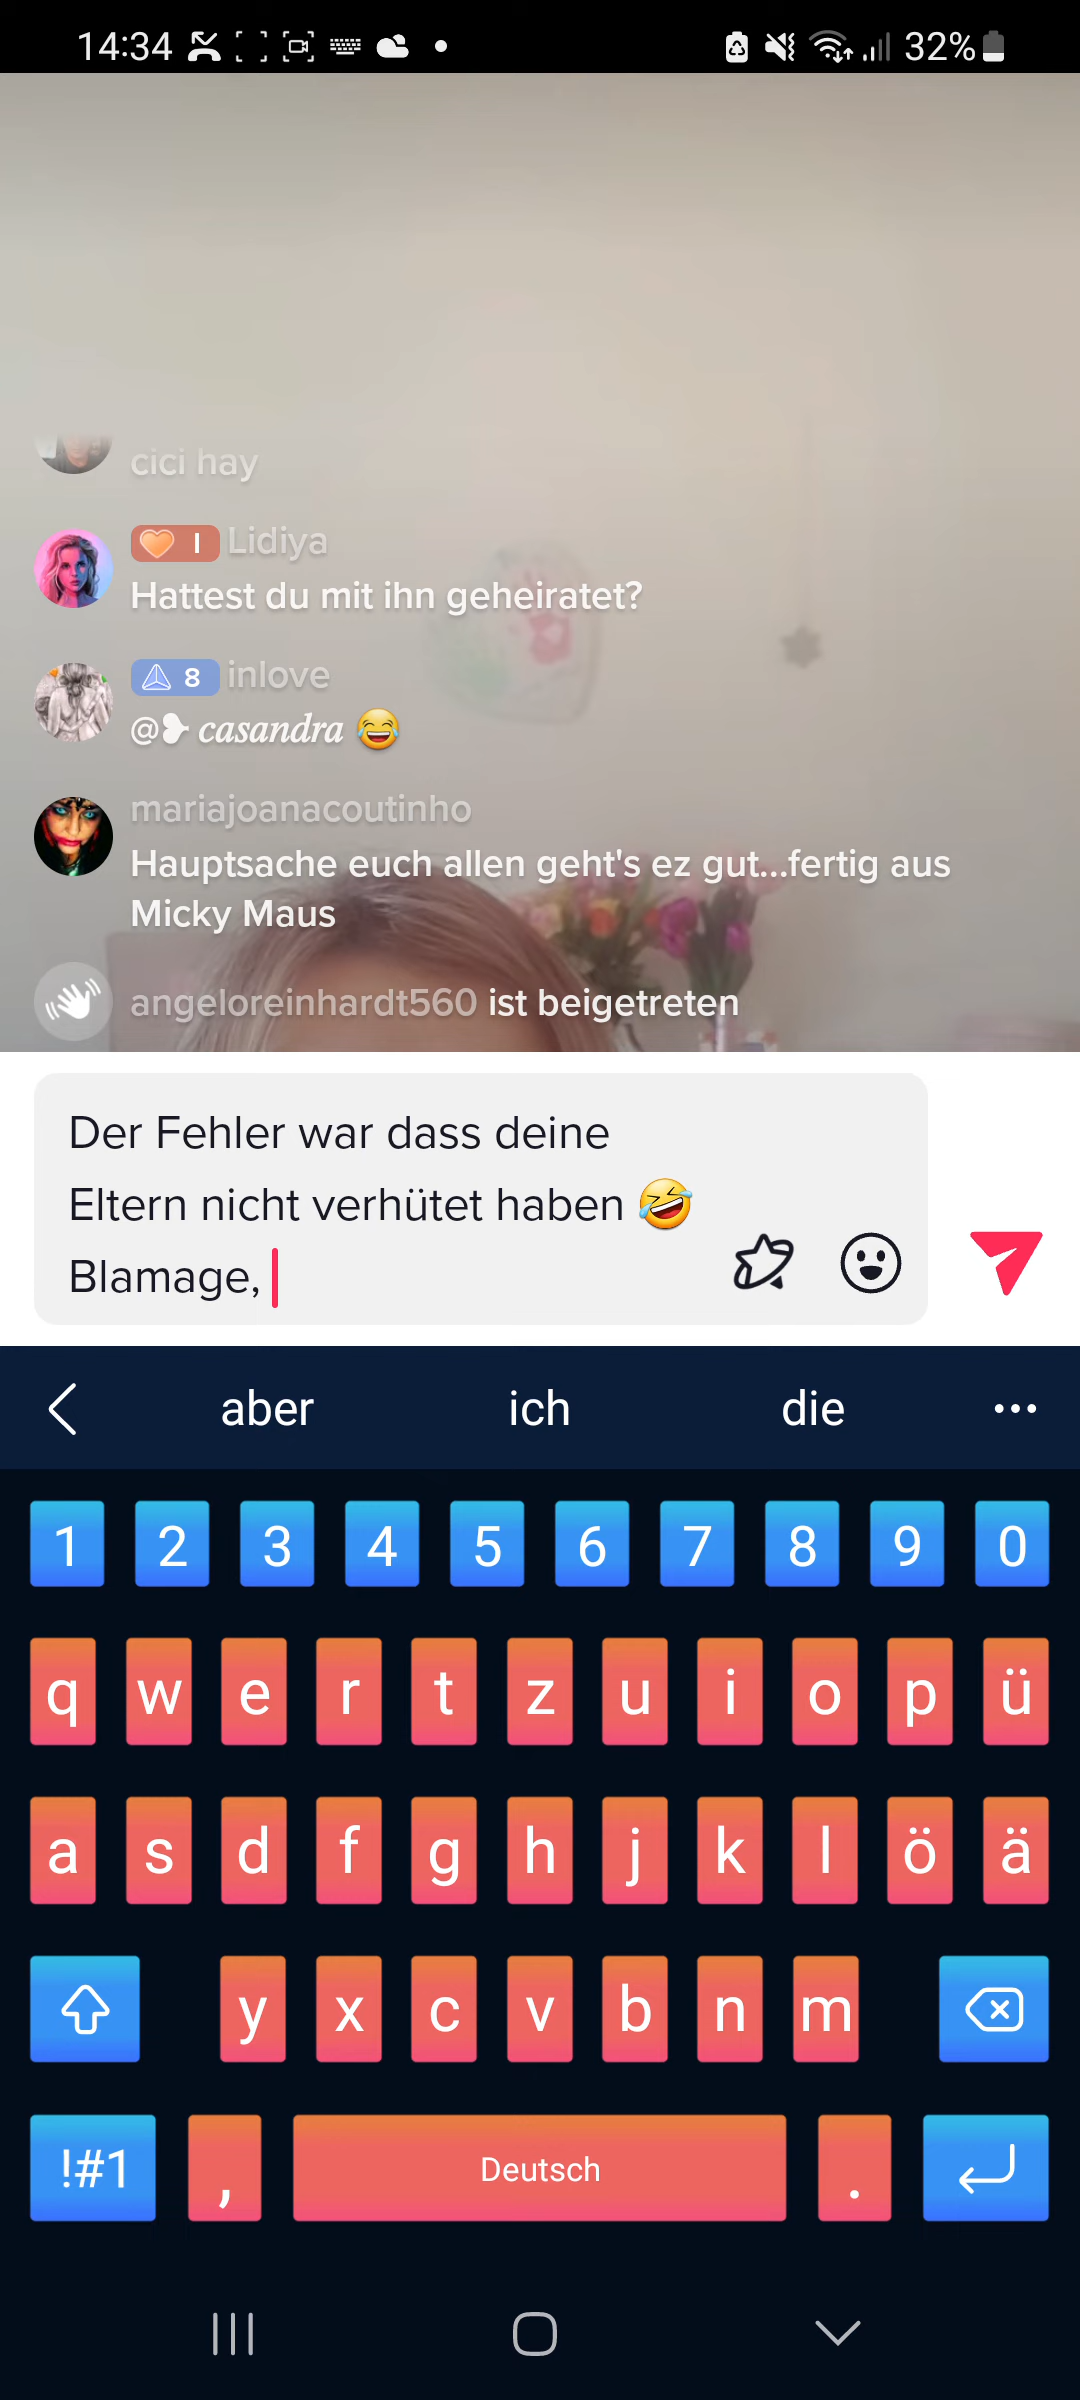 14:34
32%
cici hay
I Lidiya
Hattest du mit ihn geheiratet?
8 inlove
@❥ casandra 😂
mariajoanacoutinho
Hauptsache euch allen geht's ez gut...fertig aus
Micky Maus
angeloreinhardt560 ist beigetreten
Der Fehler war dass deine
Eltern nicht verhütet haben 🤣
Blamage,
aber ich die ...
1 2 3 4 5 6 7 8 9 0
q w e r t z u i o p ü
a s d f g h j k l ö ä
y x c v b n m
!#1 , Deutsch .